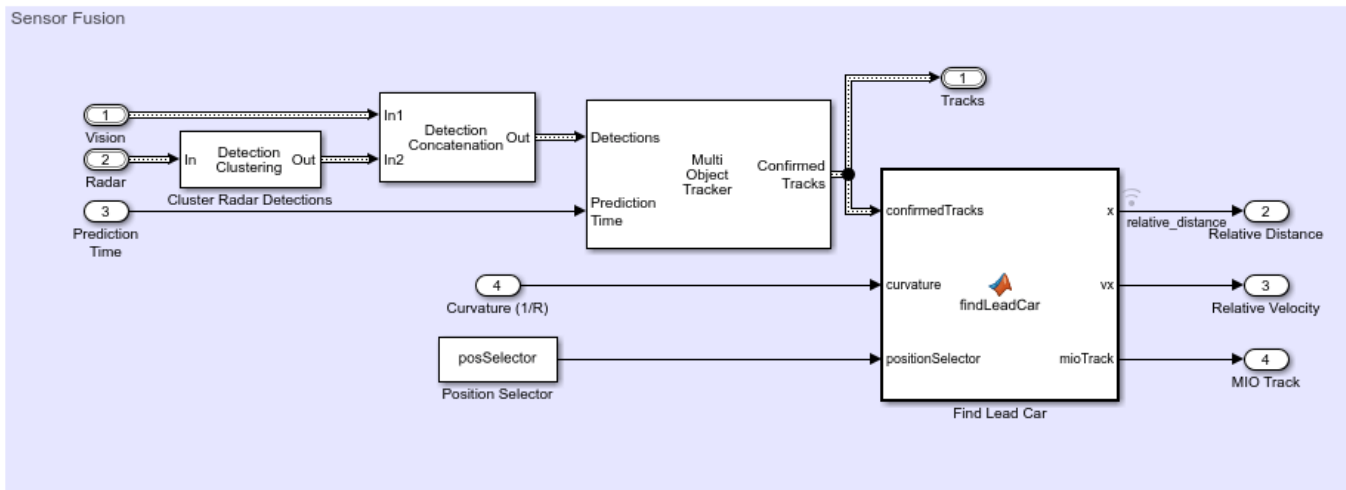 Sensor Fusion
1
Vision
2
Radar
3
Prediction
Time
In
Detection
Clustering
Out
Cluster Radar Detections
In1
In2
Detection
Concatenation
Out
Detections
Prediction
Time
Multi
Object
Tracker
Confirmed
Tracks
1
Tracks
4
Curvature (1/R)
posSelector
Position Selector
confirmedTracks
curvature
positionSelector
findLeadCar
x
vx
mioTrack
Find Lead Car
relative_distance
2
Relative Distance
3
Relative Velocity
4
MIO Track